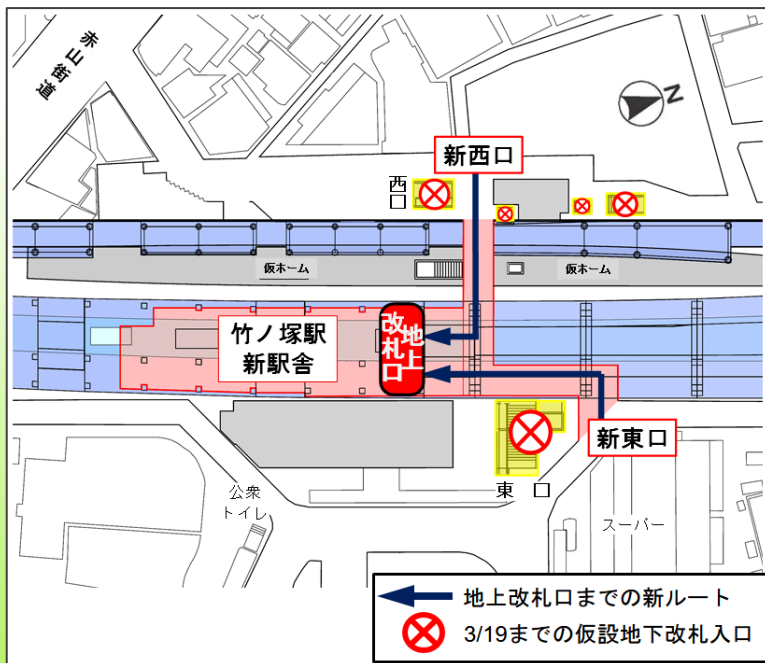 赤山街道
N
新西口
西口
仮ホーム
仮ホーム
竹ノ塚駅
新駅舎
地上
改札口
新東口
東口
公衆
トイレ
スーパー
地上改札口までの新ルート
3/19までの仮設地下改札入口